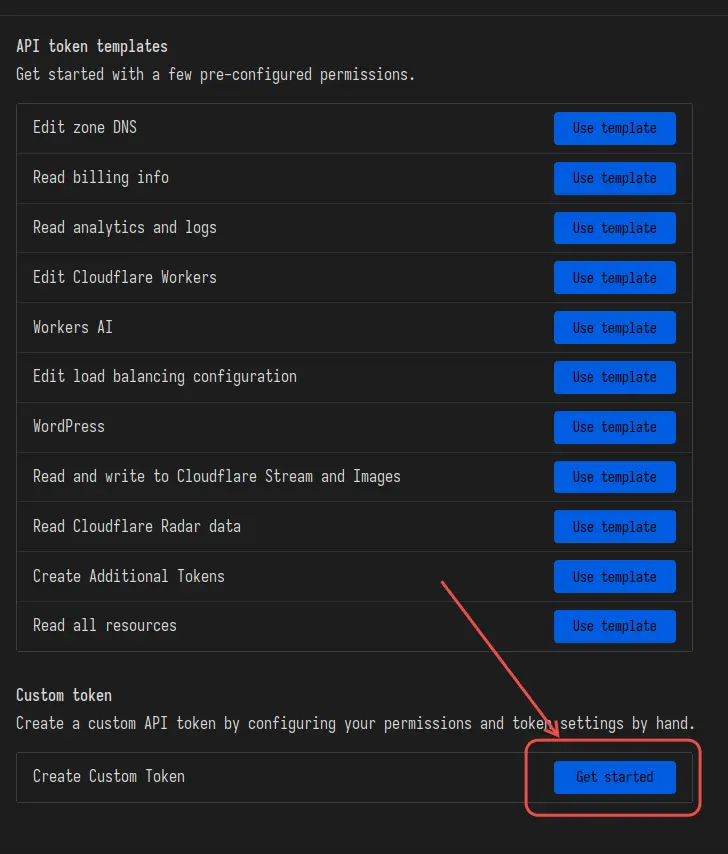 API token templates
Get started with a few pre-configured permissions.
Edit zone DNS Use template
Read billing info Use template
Read analytics and logs Use template
Edit Cloudflare Workers Use template
Workers AI Use template
Edit load balancing configuration Use template
WordPress Use template
Read and write to Cloudflare Stream and Images Use template
Read Cloudflare Radar data Use template
Create Additional Tokens Use template
Read all resources Use template
Custom token
Create a custom API token by configuring your permissions and token settings by hand.
Create Custom Token Get started